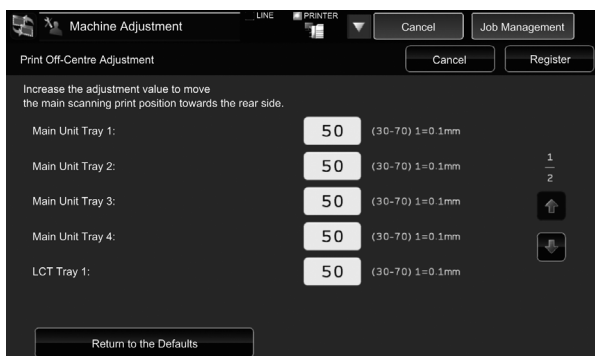 Machine Adjustment
LINE
PRINTER
Cancel
Job Management
Print Off-Centre Adjustment
Cancel
Register
Increase the adjustment value to move
the main scanning print position towards the rear side.
Main Unit Tray 1: 50 (30-70) 1=0.1mm
Main Unit Tray 2: 50 (30-70) 1=0.1mm
1
2
Main Unit Tray 3: 50 (30-70) 1=0.1mm
Main Unit Tray 4: 50 (30-70) 1=0.1mm
LCT Tray 1: 50 (30-70) 1=0.1mm
Return to the Defaults